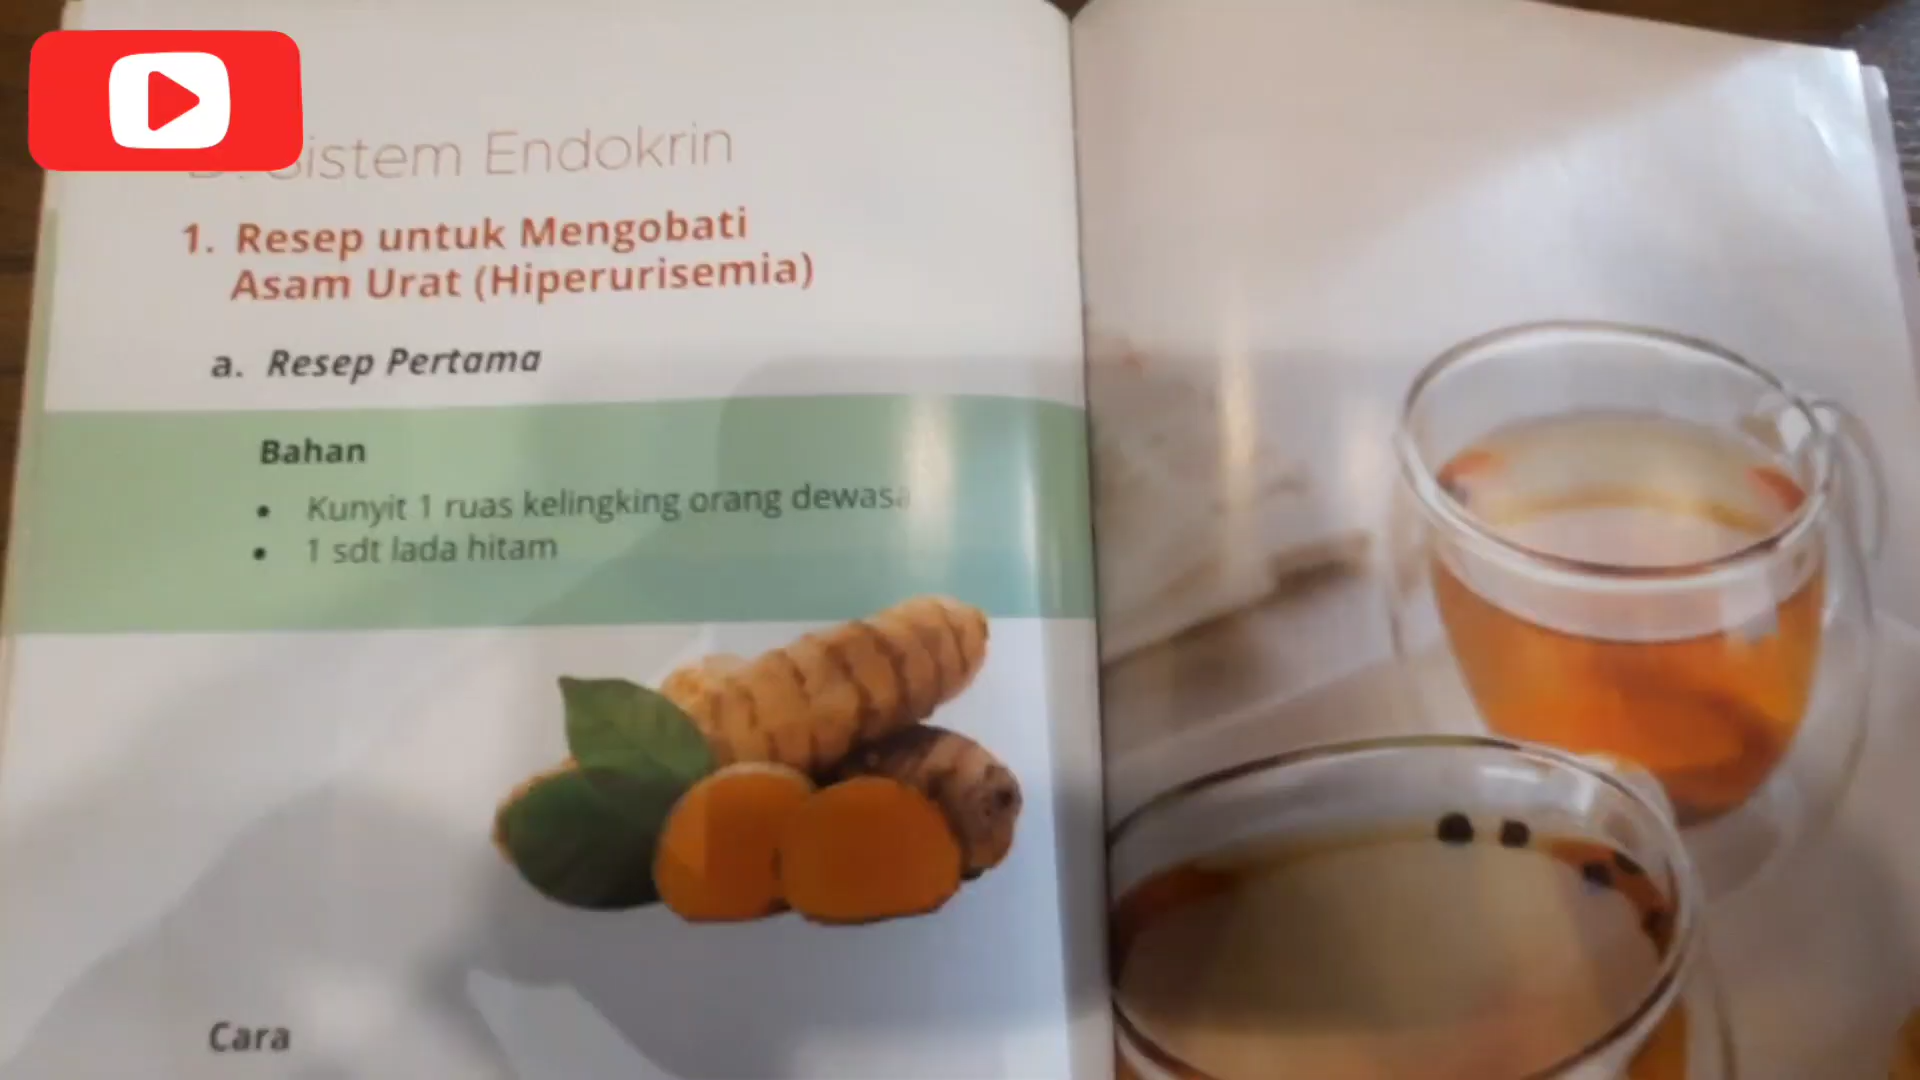 Sistem Endokrin
1. Resep untuk Mengobati
Asam Urat (Hiperurisemia)
a. Resep Pertama
Bahan
• Kunyit 1 ruas kelingking orang dewasa
• 1 sdt lada hitam
Cara